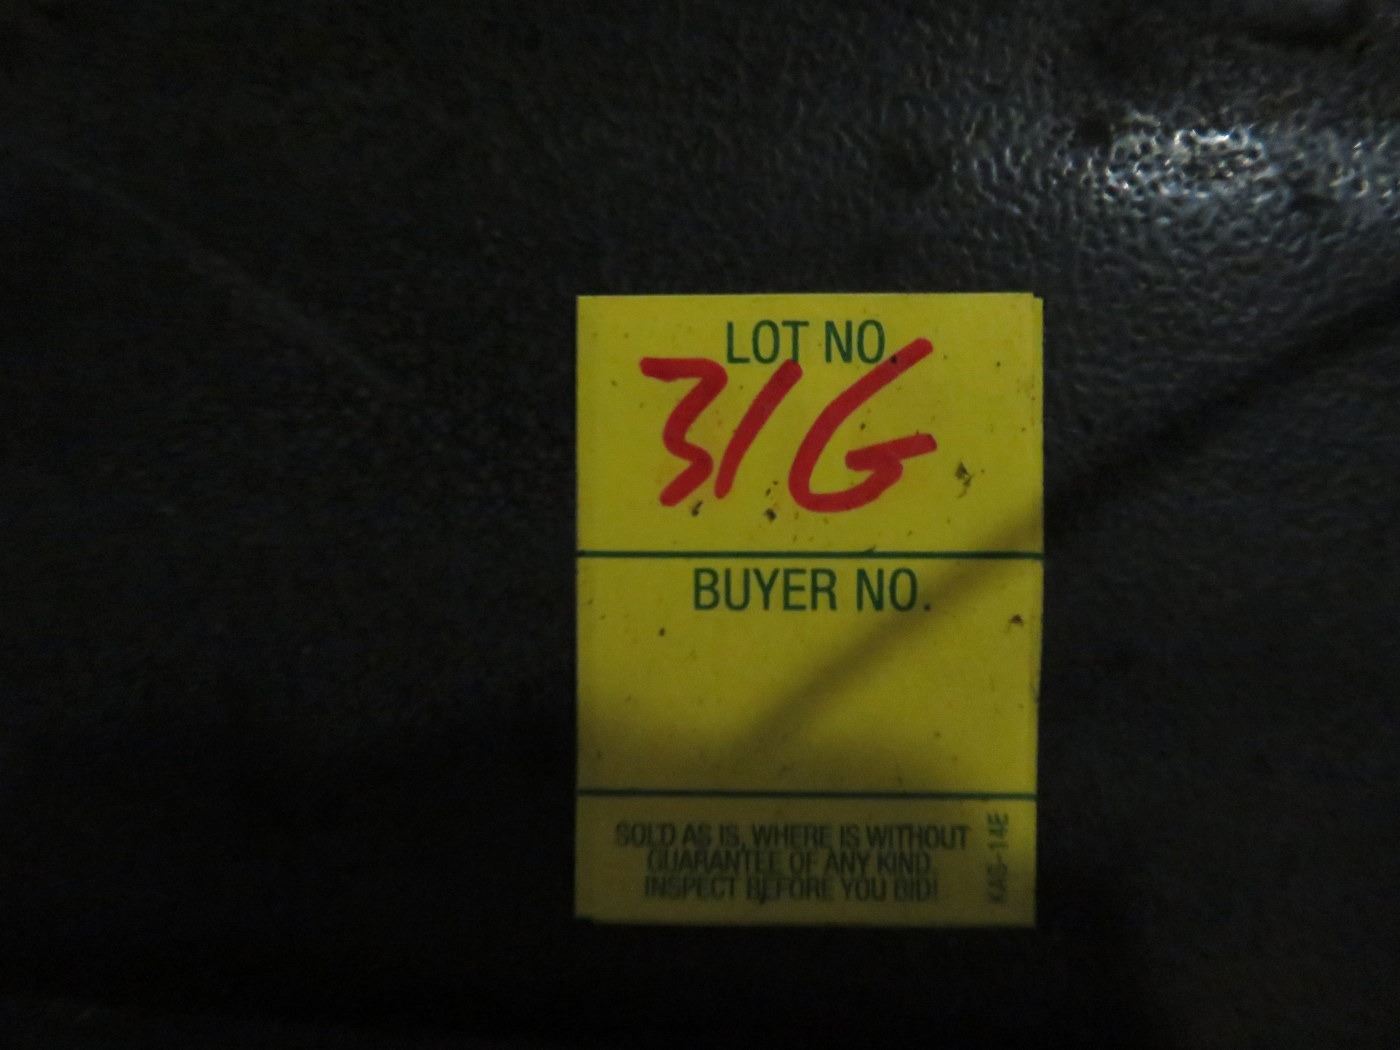 LOT NO.
31G
BUYER NO.
SOLD AS IS, WHERE IS WITHOUT
GUARANTEE OF ANY KIND.
INSPECT BEFORE YOU BID!
KAS-14E